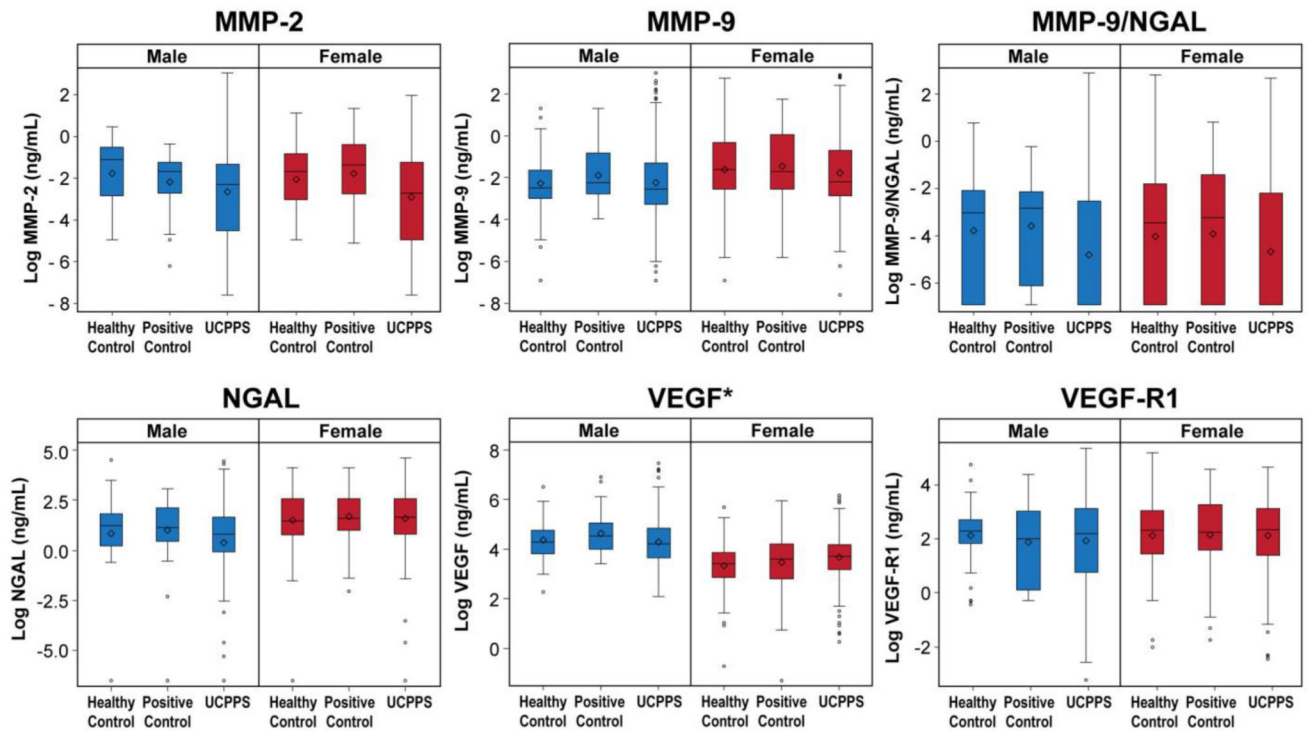 MMP-2
Male Female
Log MMP-2 (ng/mL)
2
0
- 2
- 4
- 6
- 8
Healthy Control Positive Control UCPPS Healthy Control Positive Control UCPPS
MMP-9
Male Female
Log MMP-9 (ng/mL)
2
0
- 2
- 4
- 6
- 8
Healthy Control Positive Control UCPPS Healthy Control Positive Control UCPPS
MMP-9/NGAL
Male Female
Log MMP-9/NGAL (ng/mL)
2
0
- 2
- 4
- 6
Healthy Control Positive Control UCPPS Healthy Control Positive Control UCPPS
NGAL
Male Female
Log NGAL (ng/mL)
5.0
2.5
0.0
-2.5
-5.0
Healthy Control Positive Control UCPPS Healthy Control Positive Control UCPPS
VEGF*
Male Female
Log VEGF (ng/mL)
8
6
4
2
0
Healthy Control Positive Control UCPPS Healthy Control Positive Control UCPPS
VEGF-R1
Male Female
Log VEGF-R1 (ng/mL)
4
2
0
-2
Healthy Control Positive Control UCPPS Healthy Control Positive Control UCPPS